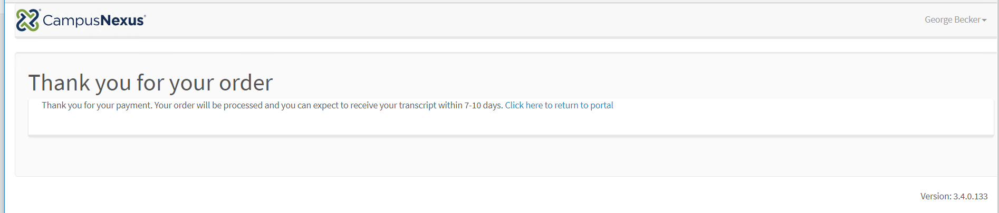 CampusNexus®
George Becker
Thank you for your order
Thank you for your payment. Your order will be processed and you can expect to receive your transcript within 7-10 days. Click here to return to portal
Version: 3.4.0.133